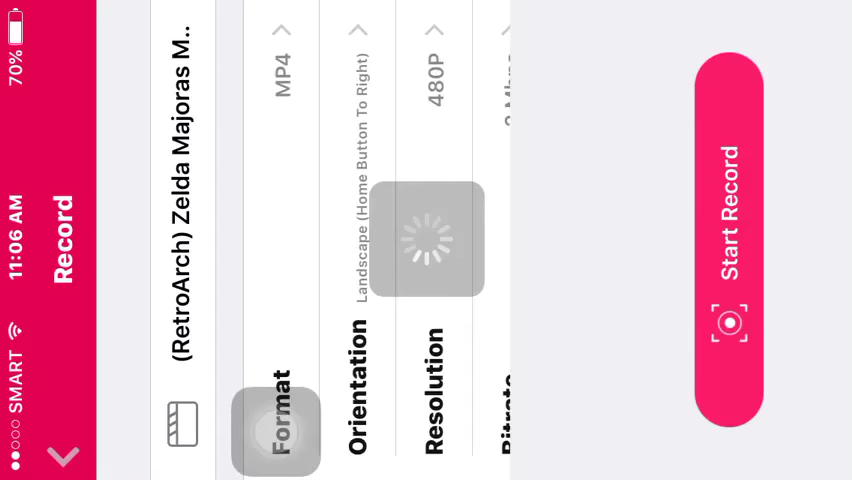 SMART 11:06 AM 70%
Record
(RetroArch) Zelda Majoras M..
Format MP4
Orientation Landscape (Home Button To Right)
Resolution 480P
Bitrate
Start Record